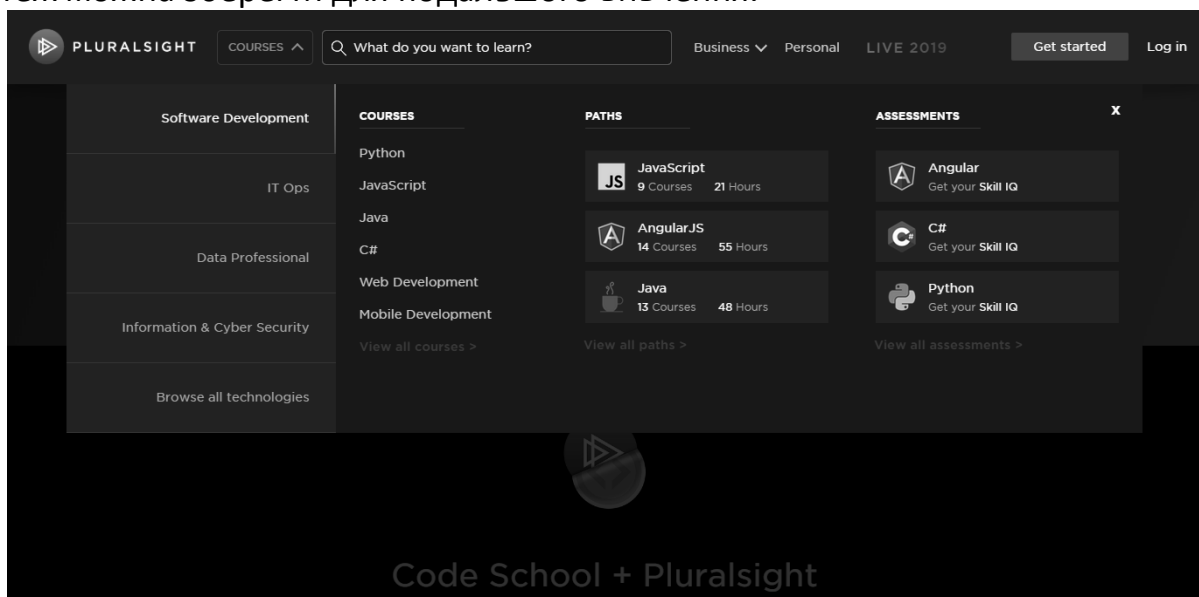 PLURALSIGHT COURSES What do you want to learn? Business Personal LIVE 2019 Get started Log in
Software Development
IT Ops
Data Professional
Information & Cyber Security
Browse all technologies
COURSES
Python
JavaScript
Java
C#
Web Development
Mobile Development
View all courses >
PATHS
JS
JavaScript
9 Courses 21 Hours
AngularJS
14 Courses 55 Hours
Java
13 Courses 48 Hours
View all paths >
ASSESSMENTS
X
Angular
Get your Skill IQ
C#
Get your Skill IQ
Python
Get your Skill IQ
View all assessments >
Code School + Pluralsight